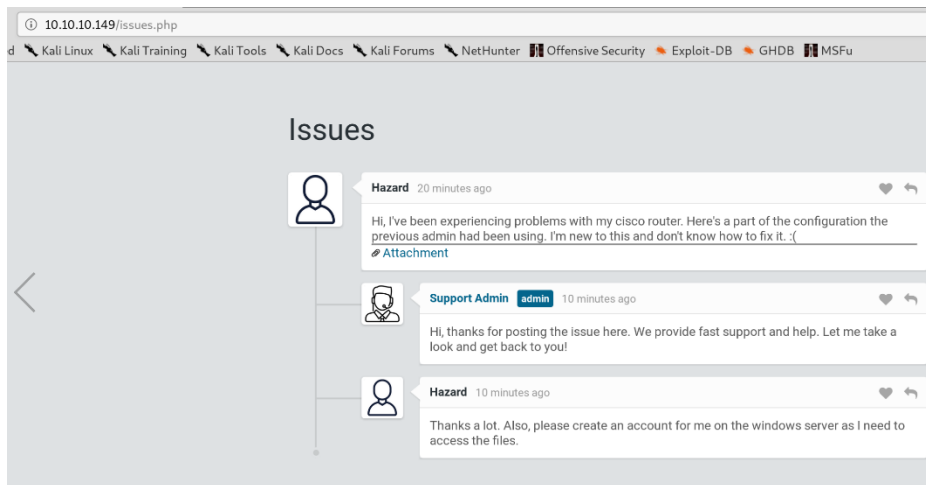 10.10.10.149/issues.php
d Kali Linux Kali Training Kali Tools Kali Docs Kali Forums NetHunter Offensive Security Exploit-DB GHDB MSFu
Issues
Hazard 20 minutes ago
Hi, I've been experiencing problems with my cisco router. Here's a part of the configuration the
previous admin had been using. I'm new to this and don't know how to fix it. :(
Attachment
Support Admin admin 10 minutes ago
Hi, thanks for posting the issue here. We provide fast support and help. Let me take a
look and get back to you!
Hazard 10 minutes ago
Thanks a lot. Also, please create an account for me on the windows server as I need to
access the files.